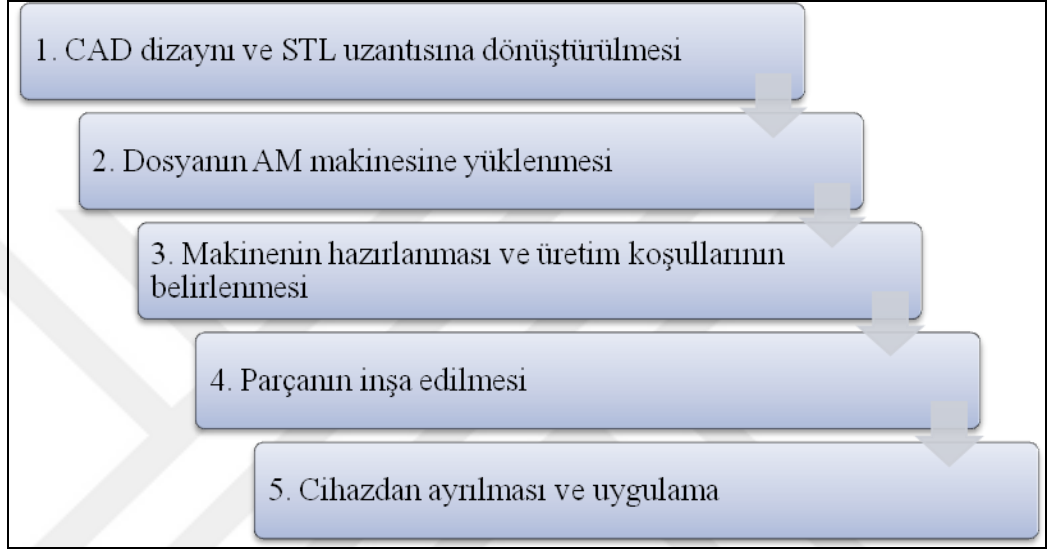 1. CAD dizaynı ve STL uzantısına dönüştürülmesi
2. Dosyanın AM makinesine yüklenmesi
3. Makinenin hazırlanması ve üretim koşullarının
belirlenmesi
4. Parçanın inşa edilmesi
5. Cihazdan ayrılması ve uygulama